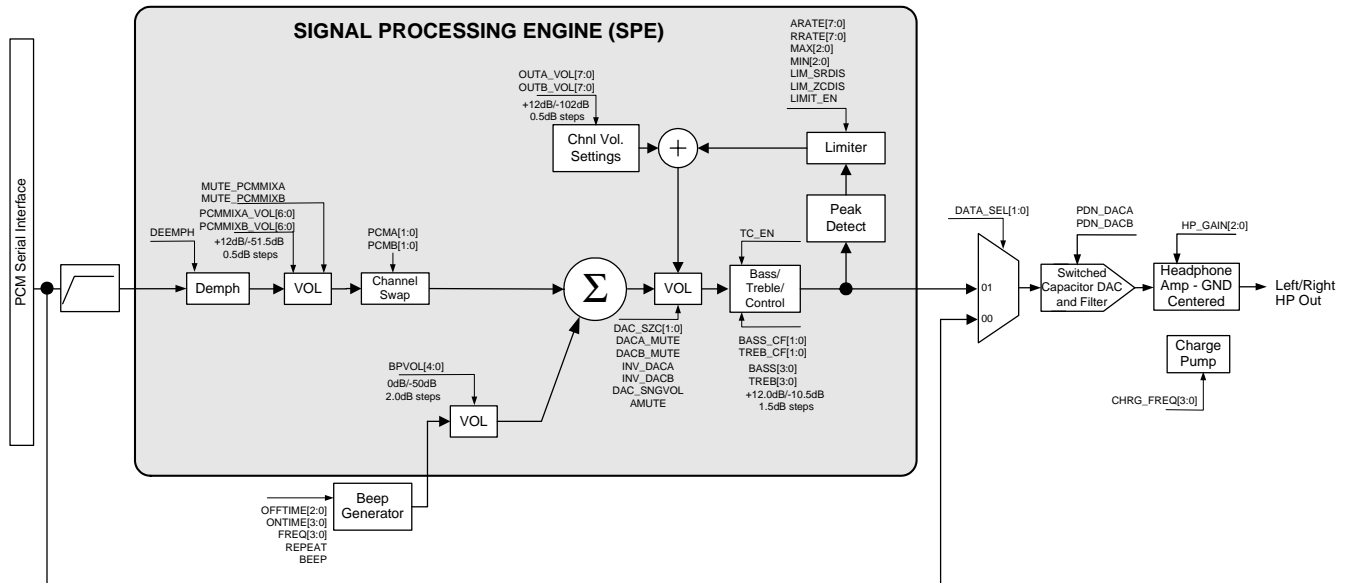 SIGNAL PROCESSING ENGINE (SPE)
PCM Serial Interface
ARATE[7:0]
RRATE[7:0]
MAX[2:0]
MIN[2:0]
LIM_SRDIS
LIM_ZCDIS
LIMIT_EN
OUTA_VOL[7:0]
OUTB_VOL[7:0]
+12dB/-102dB
0.5dB steps
Chnl Vol.
Settings
+
Limiter
Peak
Detect
MUTE_PCMMIXA
MUTE_PCMMIXB
PCMMIXA_VOL[6:0]
PCMMIXB_VOL[6:0]
+12dB/-51.5dB
0.5dB steps
DEEMPH
PCMA[1:0]
PCMB[1:0]
TC_EN
DATA_SEL[1:0]
PDN_DACA
PDN_DACB
HP_GAIN[2:0]
Demph
VOL
Channel
Swap
Σ
VOL
Bass/
Treble/
Control
01
00
Switched
Capacitor DAC
and Filter
Headphone
Amp - GND
Centered
Left/Right
HP Out
DAC_SZC[1:0]
DACA_MUTE
DACB_MUTE
INV_DACA
INV_DACB
DAC_SNGVOL
AMUTE
BASS_CF[1:0]
TREB_CF[1:0]
BASS[3:0]
TREB[3:0]
+12.0dB/-10.5dB
1.5dB steps
Charge
Pump
CHRG_FREQ[3:0]
BPVOL[4:0]
0dB/-50dB
2.0dB steps
VOL
Beep
Generator
OFFTIME[2:0]
ONTIME[3:0]
FREQ[3:0]
REPEAT
BEEP